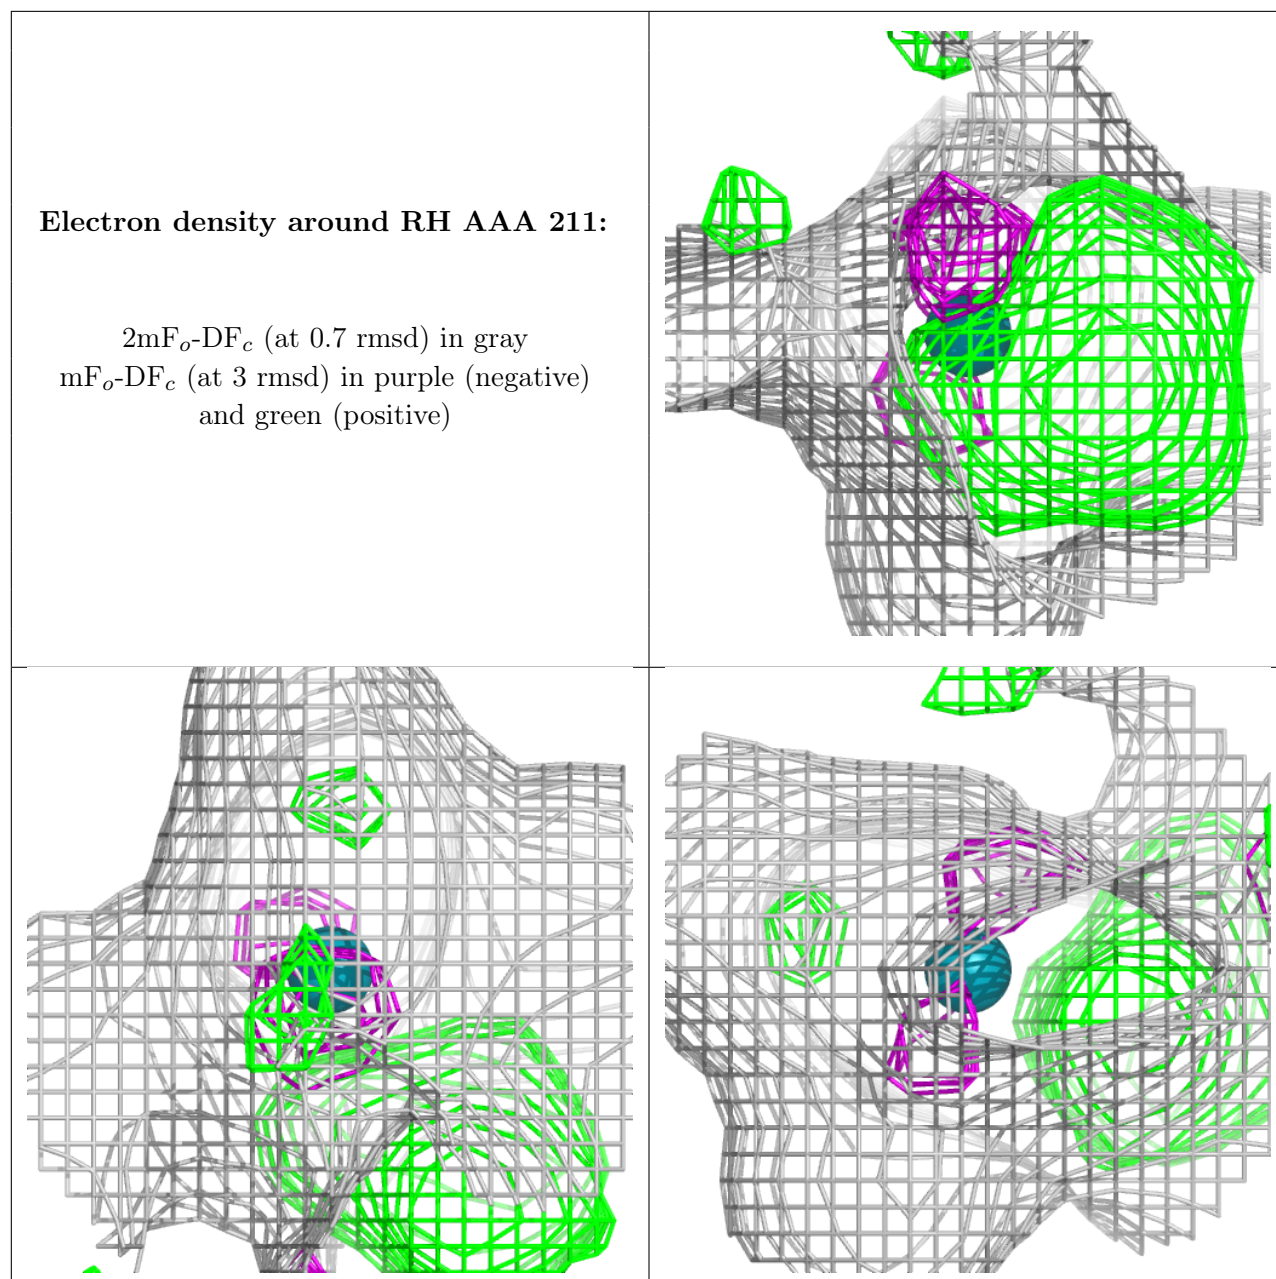 Electron density around RH AAA 211:
2mFo-DFc (at 0.7 rmsd) in gray
mFo-DFc (at 3 rmsd) in purple (negative)
and green (positive)